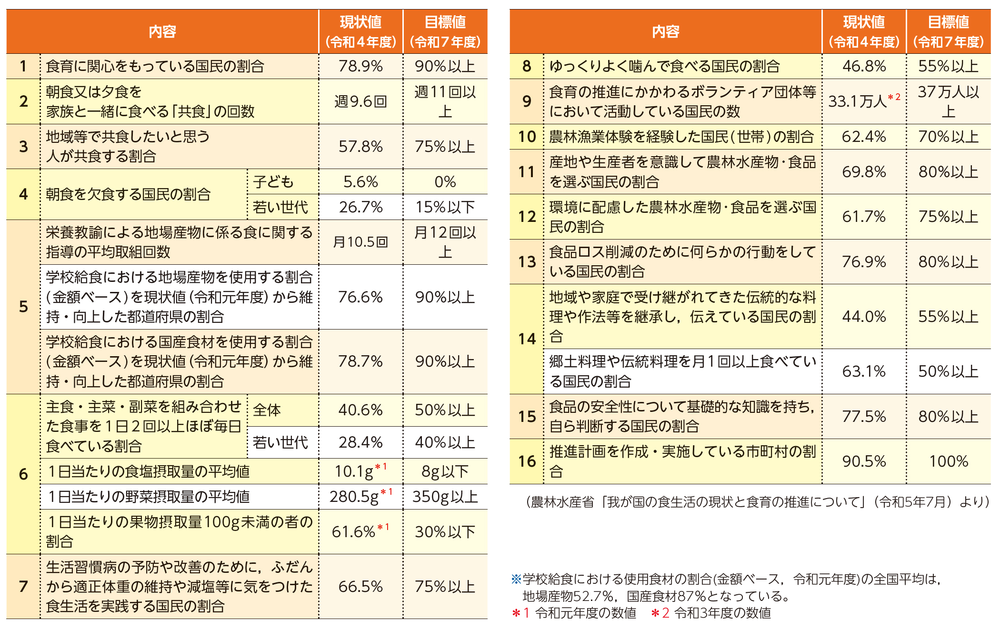 内容 現状値 目標値
(令和4年度) (令和7年度)
1 食育に関心をもっている国民の割合 78.9% 90%以上
2 朝食又は夕食を
家族と一緒に食べる「共食」の回数 週9.6回 週11回以
上
3 地域等で共食したいと思う
人が共食する割合 57.8% 75%以上
4 朝食を欠食する国民の割合 子ども 5.6% 0%
若い世代 26.7% 15%以下
5 栄養教諭による地場産物に係る食に関する
指導の平均取組回数 月10.5回 月12回以
上
学校給食における地場産物を使用する割合
(金額ベース)を現状値(令和元年度)から維
持・向上した都道府県の割合 76.6% 90%以上
学校給食における国産食材を使用する割合
(金額ベース)を現状値(令和元年度)から維
持・向上した都道府県の割合 78.7% 90%以上
6 主食・主菜・副菜を組み合わせ
た食事を1日2回以上ほぼ毎日
食べている割合 全体 40.6% 50%以上
若い世代 28.4% 40%以上
1日当たりの食塩摂取量の平均値 10.1g*1 8g以下
1日当たりの野菜摂取量の平均値 280.5g*1 350g以上
1日当たりの果物摂取量100g未満の者の
割合 61.6%*1 30%以下
7 生活習慣病の予防や改善のために，ふだん
から適正体重の維持や減塩等に気をつけた
食生活を実践する国民の割合 66.5% 75%以上
内容 現状値 目標値
(令和4年度) (令和7年度)
8 ゆっくりよく噛んで食べる国民の割合 46.8% 55%以上
9 食育の推進にかかわるボランティア団体等
において活動している国民の数 33.1万人*2 37万人以
上
10 農林漁業体験を経験した国民(世帯)の割合 62.4% 70%以上
11 産地や生産者を意識して農林水産物・食品
を選ぶ国民の割合 69.8% 80%以上
12 環境に配慮した農林水産物・食品を選ぶ国
民の割合 61.7% 75%以上
13 食品ロス削減のために何らかの行動をして
いる国民の割合 76.9% 80%以上
14 地域や家庭で受け継がれてきた伝統的な料
理や作法等を継承し，伝えている国民の割
合 44.0% 55%以上
郷土料理や伝統料理を月1回以上食べてい
る国民の割合 63.1% 50%以上
15 食品の安全性について基礎的な知識を持ち，
自ら判断する国民の割合 77.5% 80%以上
16 推進計画を作成・実施している市町村の割
合 90.5% 100%
(農林水産省「我が国の食生活の現状と食育の推進について」(令和5年7月)より)
※学校給食における使用食材の割合(金額ベース，令和元年度)の全国平均は，
地場産物52.7%，国産食材87%となっている。
*1 令和元年度の数値 *2 令和3年度の数値